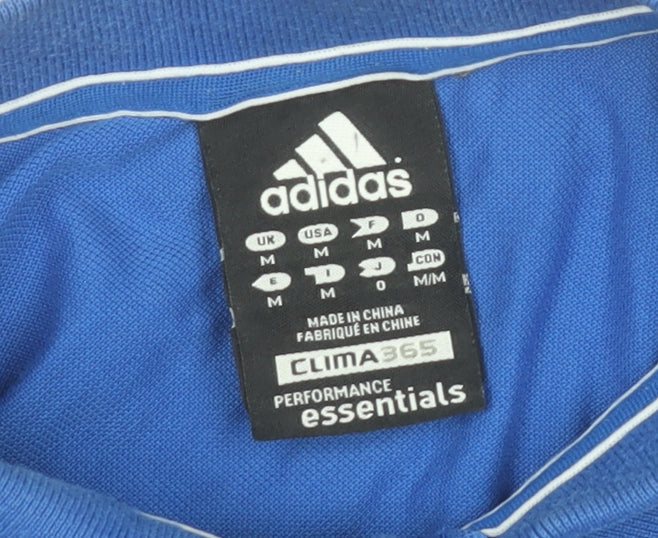 adidas
UK USA F D
M M M M
E I J CON
M M O M/M
MADE IN CHINA
FABRIQUÉ EN CHINE
CLIMA365
PERFORMANCE
essentials